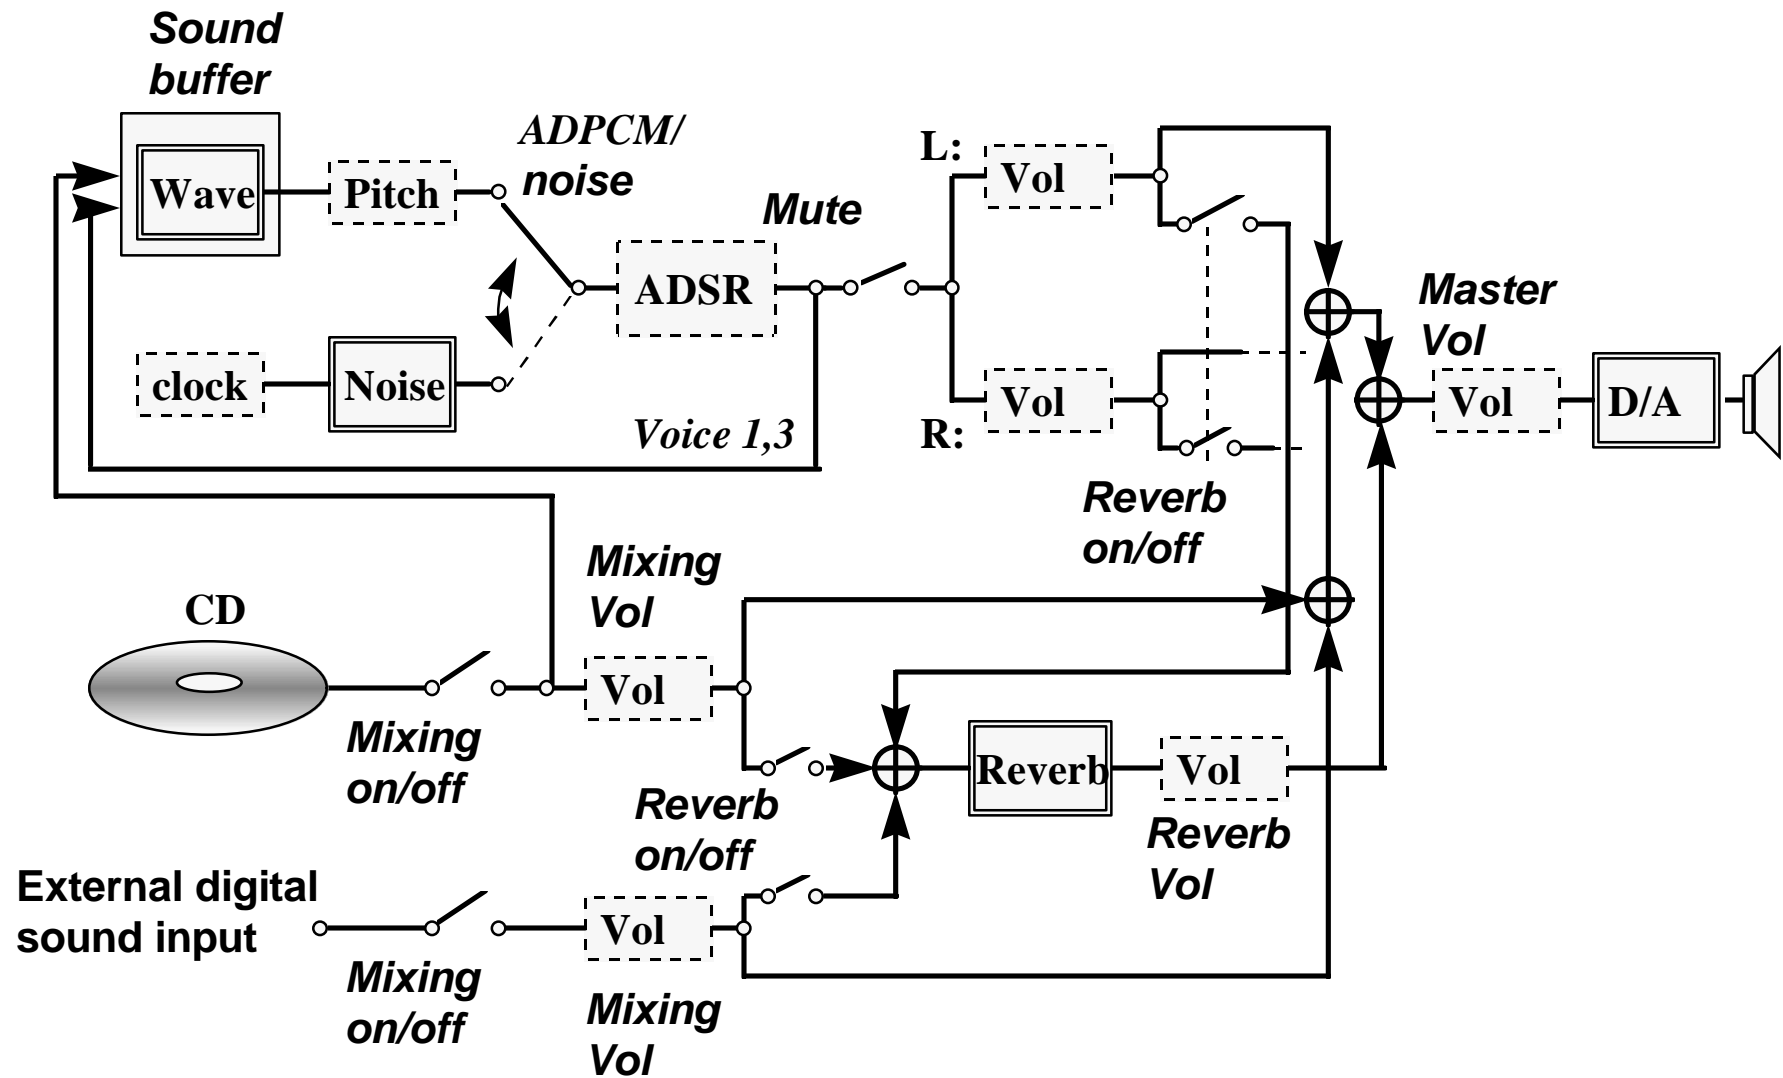 Sound
buffer
ADPCM/
noise
Wave
Pitch
Mute
L:
Vol
ADSR
Master
Vol
clock
Noise
Voice 1,3
R:
Vol
Vol
D/A
Reverb
on/off
Mixing
Vol
CD
Vol
Mixing
on/off
Reverb
on/off
Reverb
Vol
Reverb
Vol
External digital
sound input
Vol
Mixing
on/off
Mixing
Vol